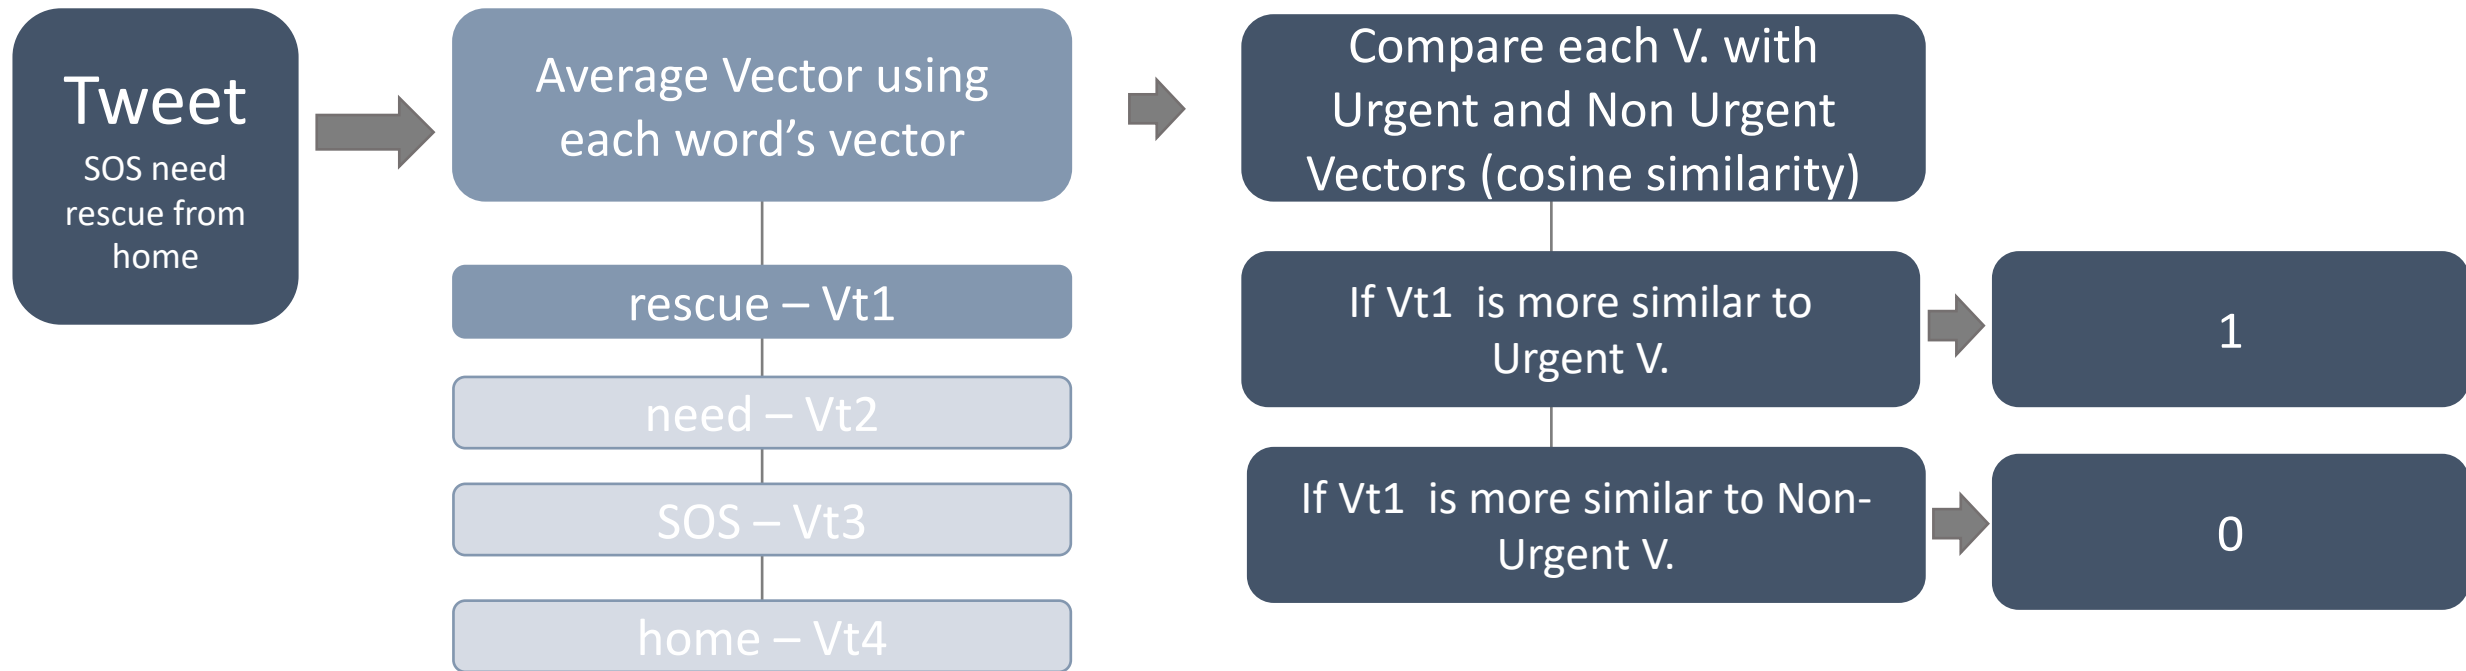 Tweet
SOS need
rescue from
home
Average Vector using
each word’s vector
rescue – Vt1
need – Vt2
SOS – Vt3
home – Vt4
Compare each V. with
Urgent and Non Urgent
Vectors (cosine similarity)
If Vt1  is more similar to
Urgent V.
1
If Vt1  is more similar to Non-
Urgent V.
0